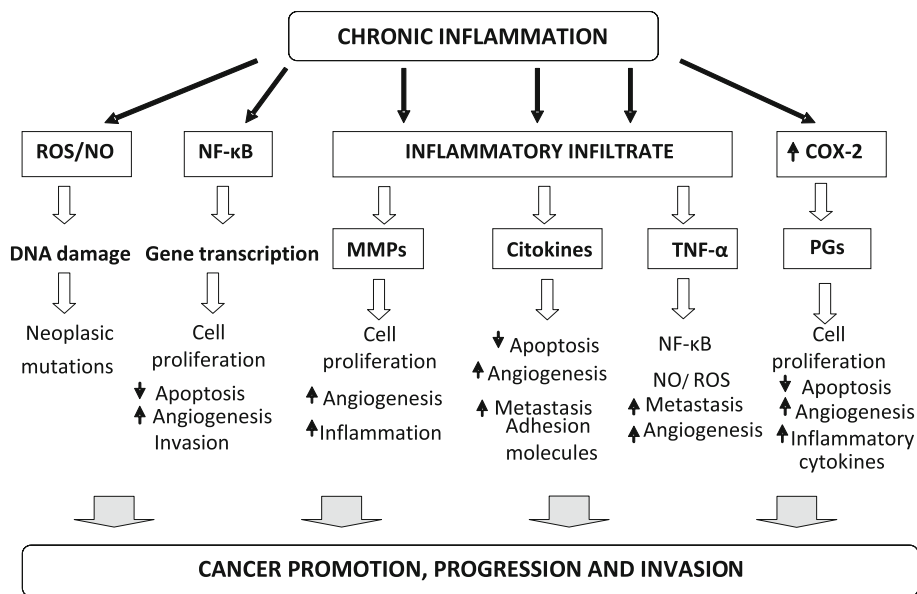 CHRONIC INFLAMMATION
ROS/NO
NF-κB
INFLAMMATORY INFILTRATE
COX-2
DNA damage
Gene transcription
MMPs
Citokines
TNF-α
PGs
Neoplasic
mutations
Cell
proliferation
Apoptosis
Angiogenesis
Invasion
Cell
proliferation
Angiogenesis
Inflammation
Apoptosis
Angiogenesis
Metastasis
Adhesion
molecules
NF-κB
NO/ ROS
Metastasis
Angiogenesis
Cell
proliferation
Apoptosis
Angiogenesis
Inflammatory
cytokines
CANCER PROMOTION, PROGRESSION AND INVASION